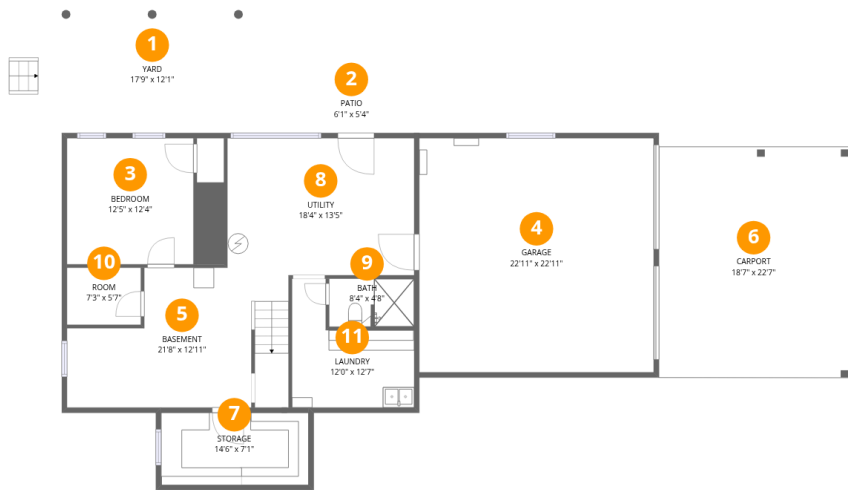 1
YARD
17'9" x 12'1"
2
PATIO
6'1" x 5'4"
3
BEDROOM
12'5" x 12'4"
8
UTILITY
18'4" x 13'5"
4
GARAGE
22'11" x 22'11"
6
CARPORT
18'7" x 22'7"
10
ROOM
7'3" x 5'7"
9
BATH
8'4" x 4'8"
5
BASEMENT
21'8" x 12'11"
11
LAUNDRY
12'0" x 12'7"
7
STORAGE
14'6" x 7'1"